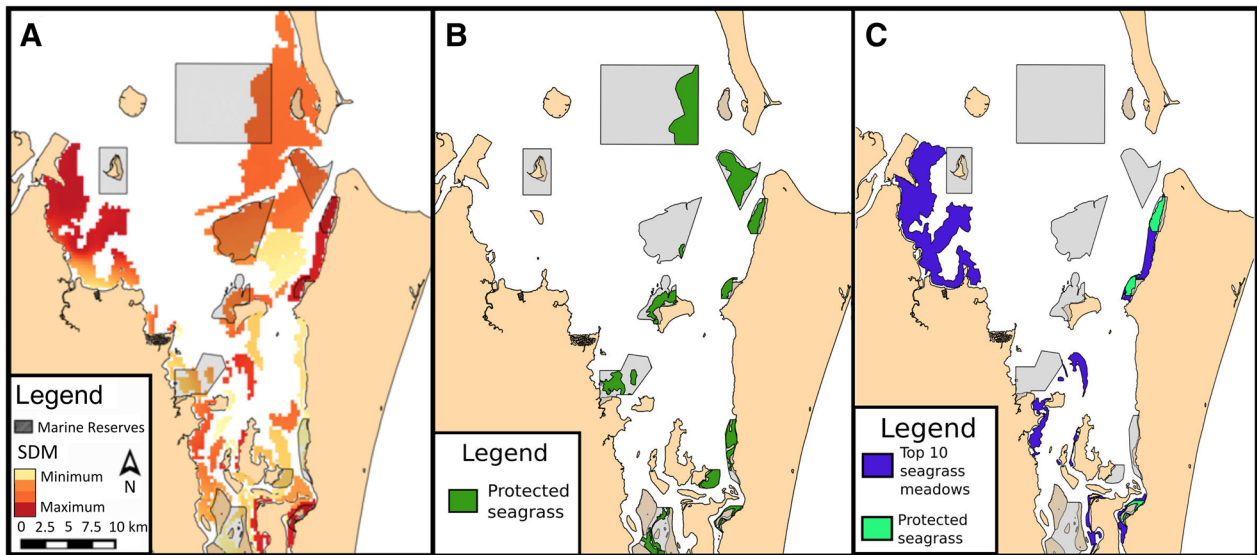 A
Legend
Marine Reserves
SDM
Minimum
Maximum
N
0 2.5 5 7.5 10 km
B
Legend
Protected
seagrass
C
Legend
Top 10
seagrass
meadows
Protected
seagrass